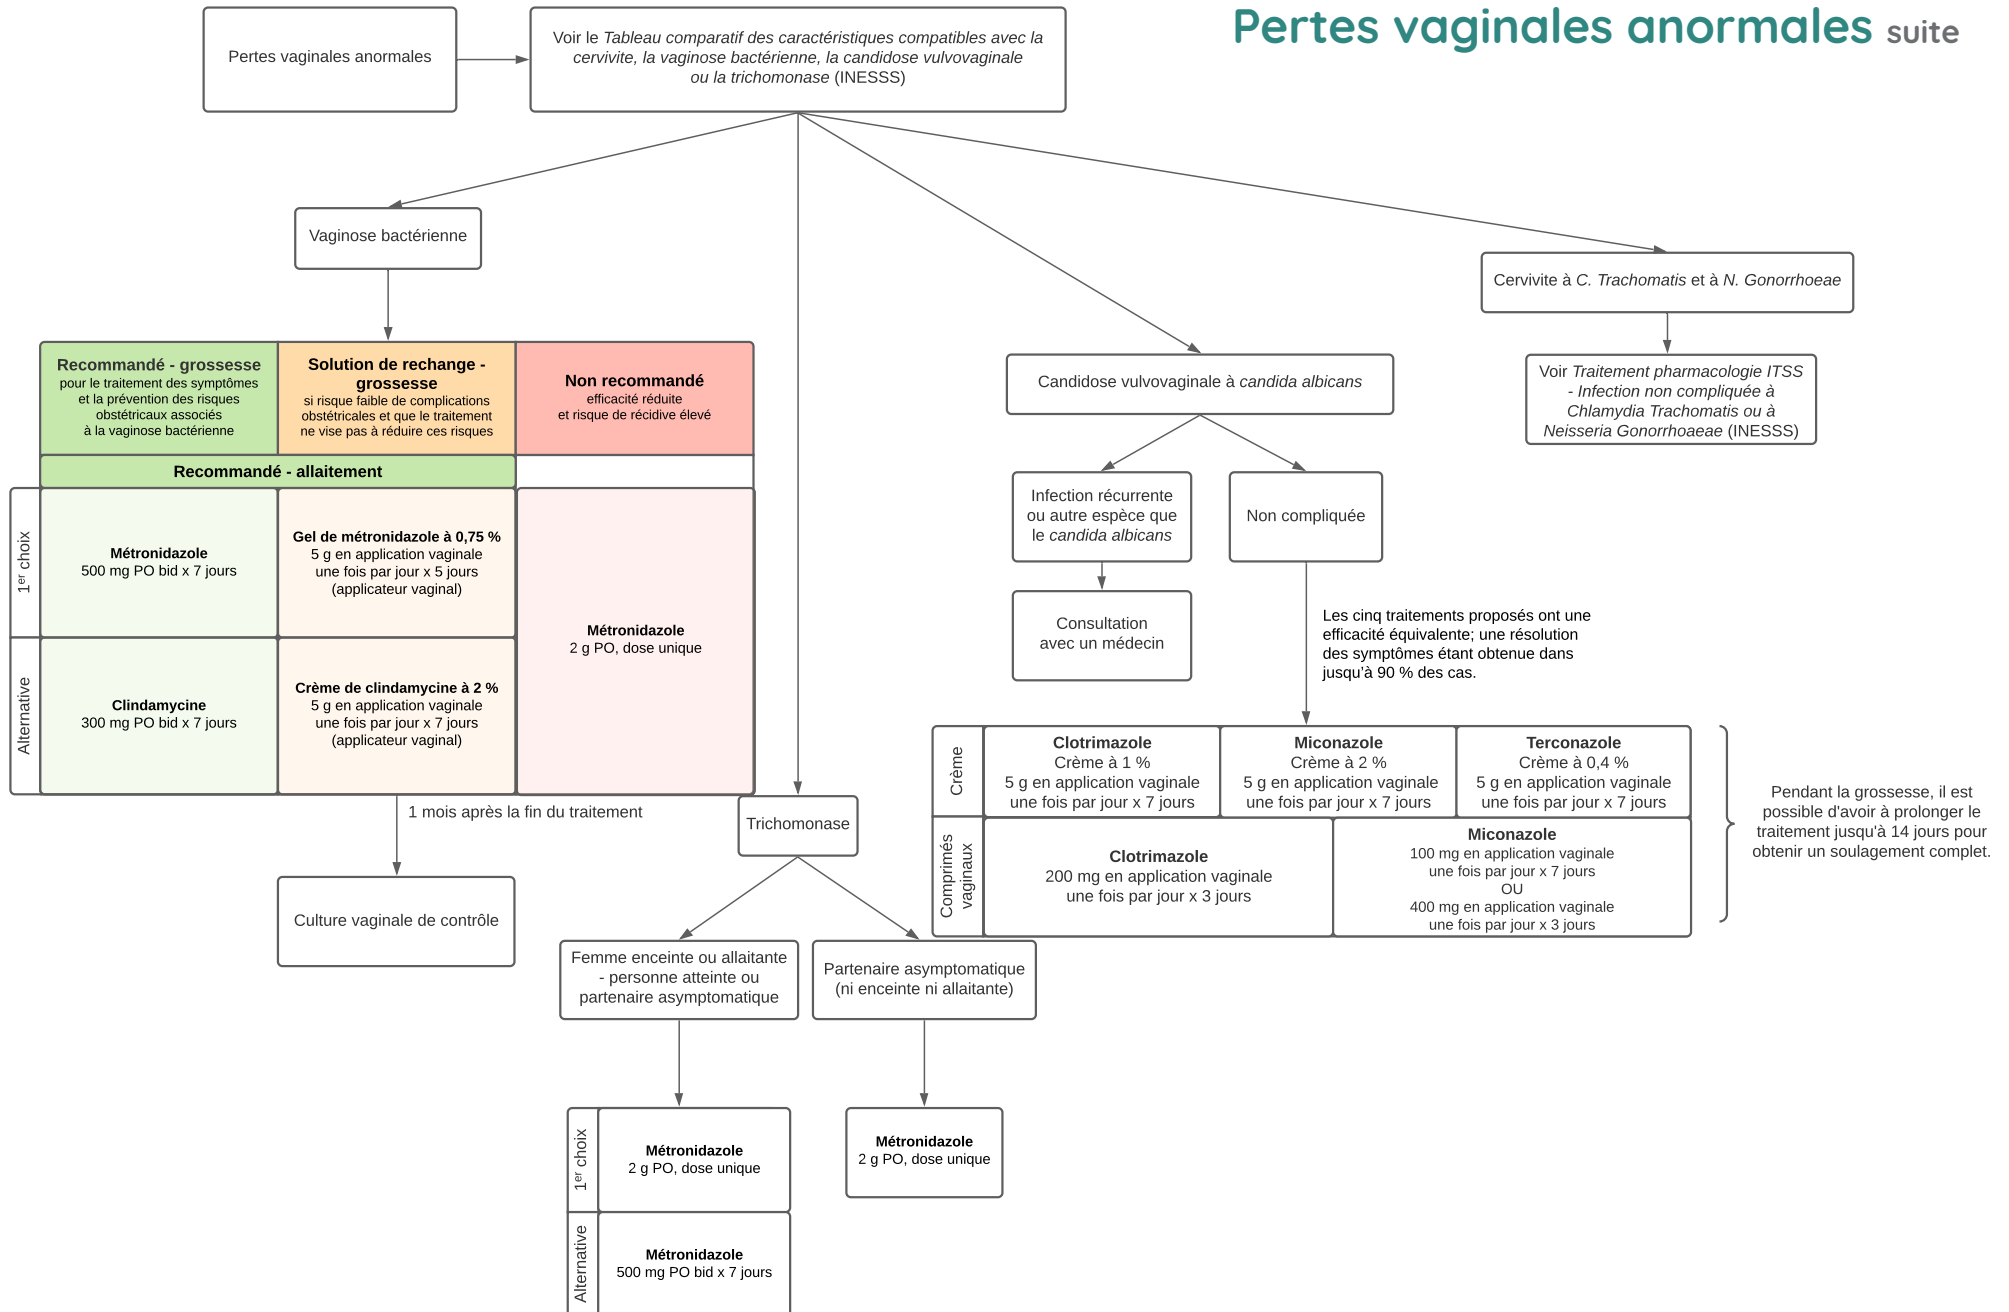 Pertes vaginales anormales suite
Pertes vaginales anormales
Voir le Tableau comparatif des caractéristiques compatibles avec la
cervivite, la vaginose bactérienne, la candidose vulvovaginale
ou la trichomonase (INESSS)
Vaginose bactérienne
Recommandé - grossesse
pour le traitement des symptômes
et la prévention des risques
obstétricaux associés
à la vaginose bactérienne
Solution de rechange -
grossesse
si risque faible de complications
obstétricales et que le traitement
ne vise pas à réduire ces risques
Non recommandé
efficacité réduite
et risque de récidive élevé
Recommandé - allaitement
1er choix
Métronidazole
500 mg PO bid x 7 jours
Gel de métronidazole à 0,75 %
5 g en application vaginale
une fois par jour x 5 jours
(applicateur vaginal)
Métronidazole
2 g PO, dose unique
Alternative
Clindamycine
300 mg PO bid x 7 jours
Crème de clindamycine à 2 %
5 g en application vaginale
une fois par jour x 7 jours
(applicateur vaginal)
1 mois après la fin du traitement
Culture vaginale de contrôle
Trichomonase
Femme enceinte ou allaitante
- personne atteinte ou
partenaire asymptomatique
Partenaire asymptomatique
(ni enceinte ni allaitante)
1er choix
Métronidazole
2 g PO, dose unique
Alternative
Métronidazole
500 mg PO bid x 7 jours
Métronidazole
2 g PO, dose unique
Candidose vulvovaginale à candida albicans
Infection récurrente
ou autre espèce que
le candida albicans
Consultation
avec un médecin
Non compliquée
Les cinq traitements proposés ont une
efficacité équivalente; une résolution
des symptômes étant obtenue dans
jusqu'à 90 % des cas.
Crème
Clotrimazole
Crème à 1 %
5 g en application vaginale
une fois par jour x 7 jours
Miconazole
Crème à 2 %
5 g en application vaginale
une fois par jour x 7 jours
Terconazole
Crème à 0,4 %
5 g en application vaginale
une fois par jour x 7 jours
Comprimés
vaginaux
Clotrimazole
200 mg en application vaginale
une fois par jour x 3 jours
Miconazole
100 mg en application vaginale
une fois par jour x 7 jours
OU
400 mg en application vaginale
une fois par jour x 3 jours
Pendant la grossesse, il est
possible d'avoir à prolonger le
traitement jusqu'à 14 jours pour
obtenir un soulagement complet.
Cervivite à C. Trachomatis et à N. Gonorrhoeae
Voir Traitement pharmacologie ITSS
- Infection non compliquée à
Chlamydia Trachomatis ou à
Neisseria Gonorrhoaeae (INESSS)